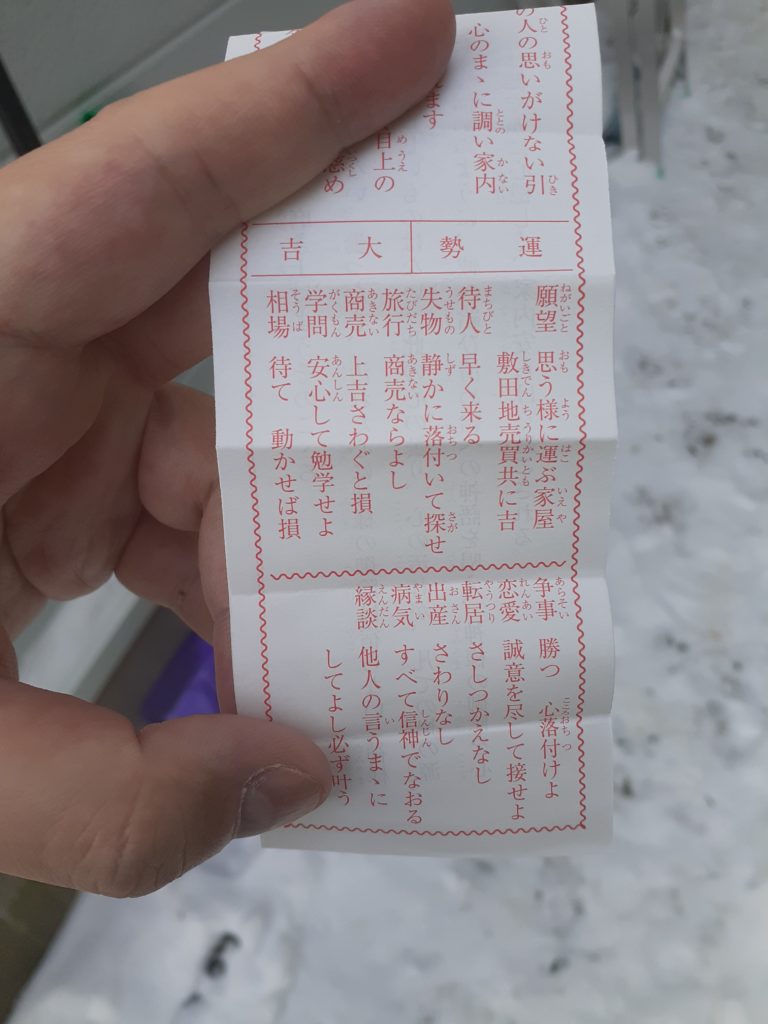 の人の思いがけない引
心のまゝに調い家内
ます
目上の
慈め
運勢 大吉
願望 思う様に運ぶ家屋
敷田地売買共に吉
待人 早く来る
失物 静かに落付いて探せ
旅行 商売ならよし
商売 上吉さわぐと損
学問 安心して勉学せよ
相場 待て 動かせば損
争事 勝つ 心落付けよ
恋愛 誠意を尽して接せよ
転居 さしつかえなし
出産 さわりなし
病気 すべて信神でなおる
縁談 他人の言うまゝに
してよし必ず叶う